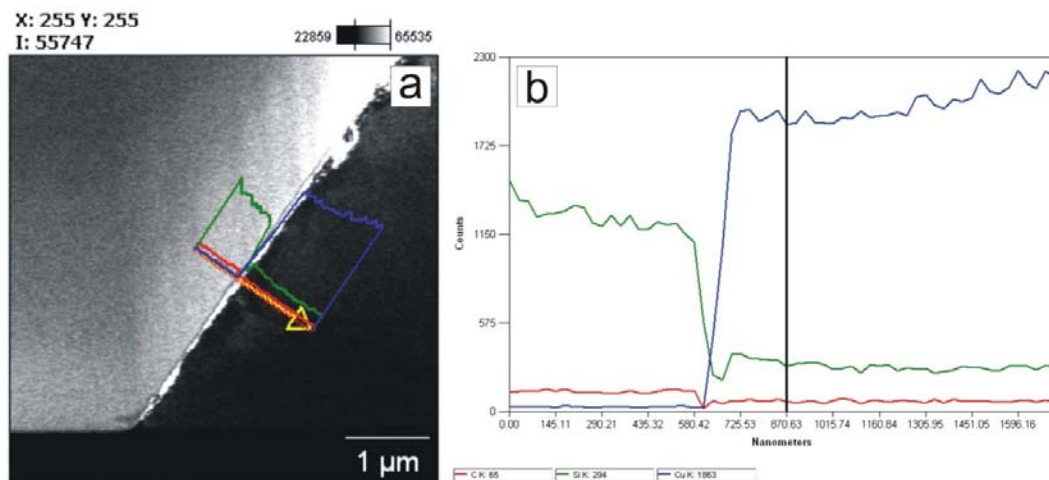 X: 255 Y: 255
I: 55747
22859
65535
a
1 µm
b
2300
1725
1150
575
0
Counts
0.00 145.11 290.21 435.32 580.42 725.53 870.63 1015.74 1160.84 1305.95 1451.05 1596.16
Nanometers
C K: 65
Si K: 294
Cu K: 1863